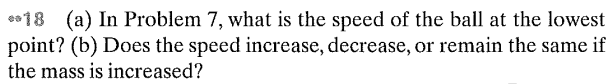 ••18 (a) In Problem 7, what is the speed of the ball at the lowest
point? (b) Does the speed increase, decrease, or remain the same if
the mass is increased?